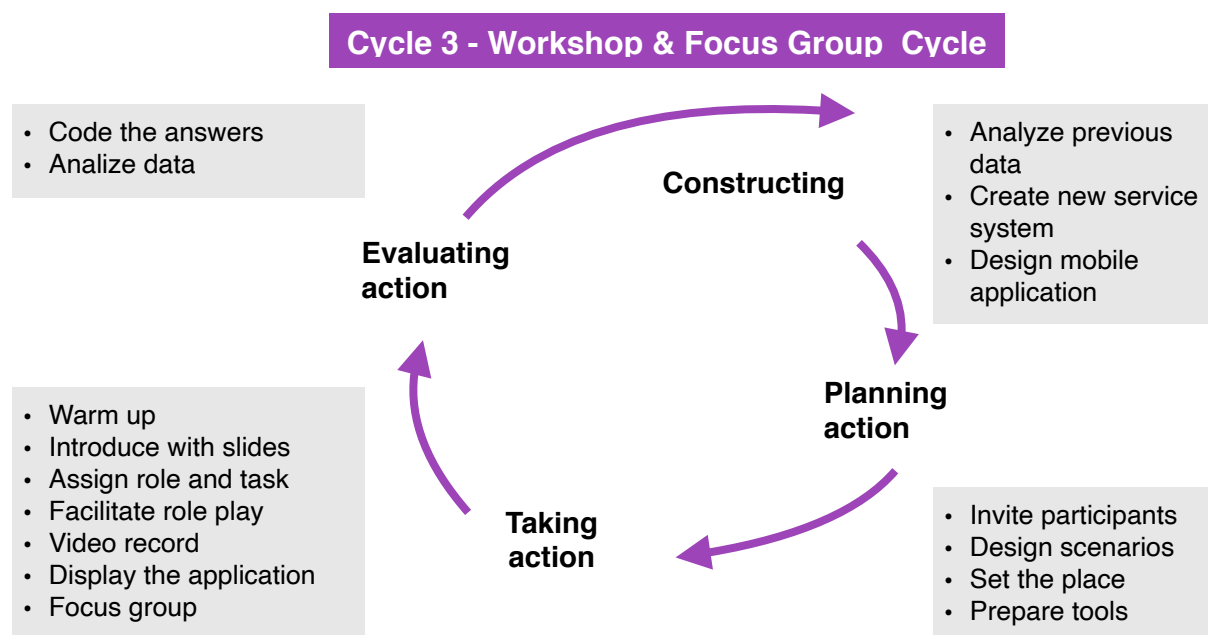 Cycle 3 - Workshop & Focus Group Cycle
• Code the answers
• Analize data
• Analyze previous
data
• Create new service
system
• Design mobile
application
Constructing
Evaluating
action
Planning
action
Taking
action
• Warm up
• Introduce with slides
• Assign role and task
• Facilitate role play
• Video record
• Display the application
• Focus group
• Invite participants
• Design scenarios
• Set the place
• Prepare tools